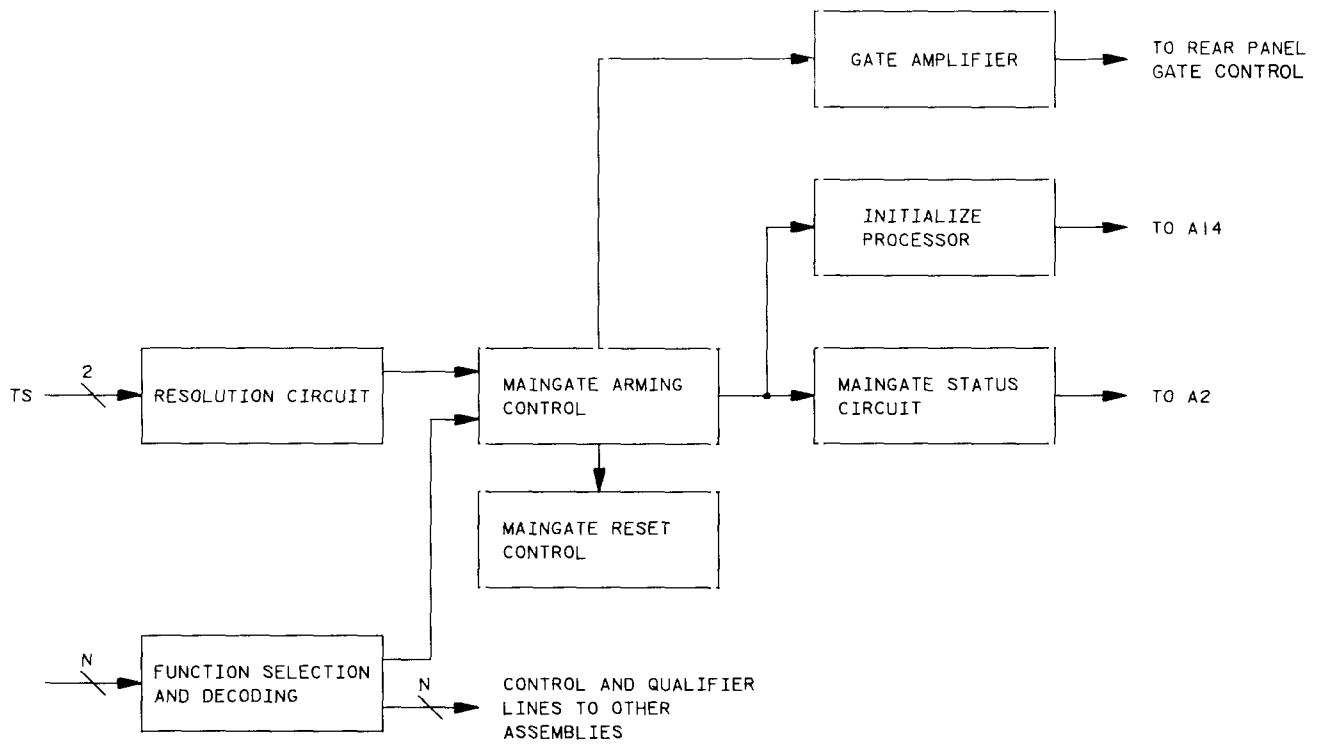 GATE AMPLIFIER
TO REAR PANEL
GATE CONTROL
INITIALIZE
PROCESSOR
TO A14
2
TS
RESOLUTION CIRCUIT
MAINGATE ARMING
CONTROL
MAINGATE STATUS
CIRCUIT
TO A2
MAINGATE RESET
CONTROL
N
FUNCTION SELECTION
AND DECODING
N
CONTROL AND QUALIFIER
LINES TO OTHER
ASSEMBLIES